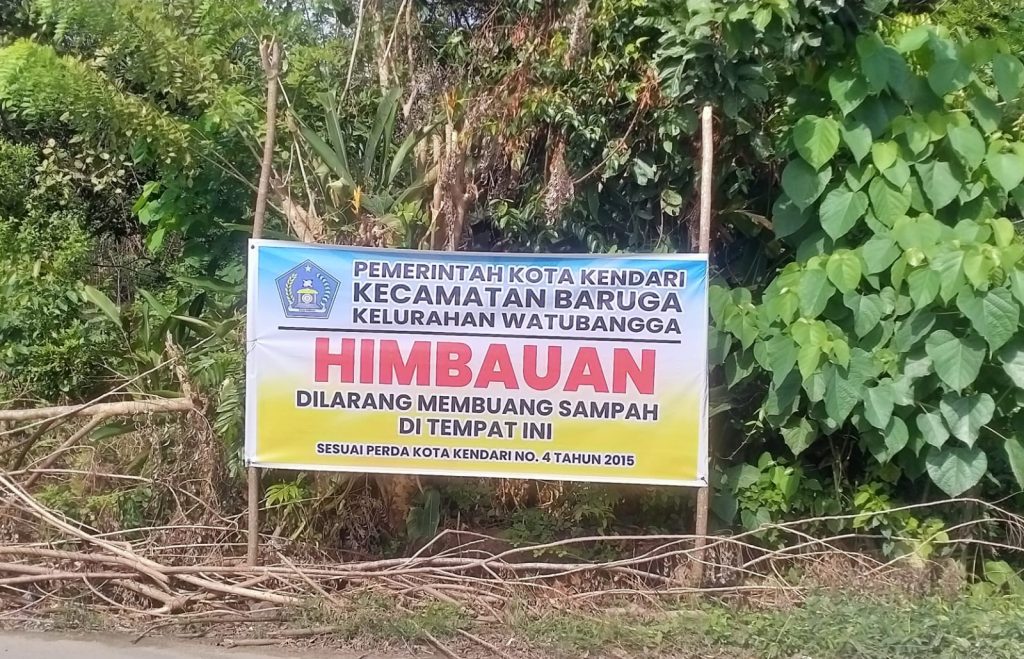 PEMERINTAH KOTA KENDARI
KECAMATAN BARUGA
KELURAHAN WATUBANGGA
HIMBAUAN
DILARANG MEMBUANG SAMPAH
DI TEMPAT INI
SESUAI PERDA KOTA KENDARI NO. 4 TAHUN 2015